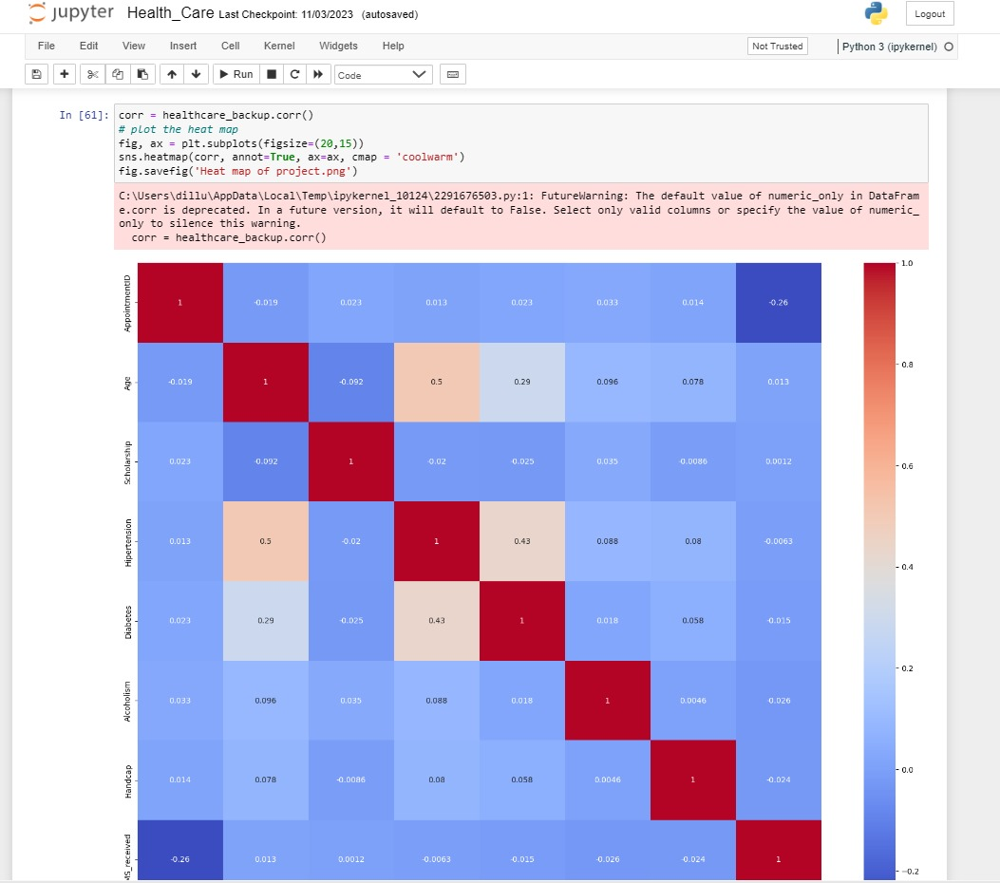 jupyter Health_Care Last Checkpoint: 11/03/2023 (autosaved) Logout
File Edit View Insert Cell Kernel Widgets Help Not Trusted Python 3 (ipykernel)
Run Code
In [61]: corr = healthcare_backup.corr()
# plot the heat map
fig, ax = plt.subplots(figsize=(20,15))
sns.heatmap(corr, annot=True, ax=ax, cmap = 'coolwarm')
fig.savefig('Heat map of project.png')
C:\Users\dillu\AppData\Local\Temp\ipykernel_10124\2291676503.py:1: FutureWarning: The default value of numeric_only in DataFram
e.corr is deprecated. In a future version, it will default to False. Select only valid columns or specify the value of numeric_
only to silence this warning.
corr = healthcare_backup.corr()
1.0
AppointmentID 1 -0.019 0.023 0.013 0.023 0.033 0.014 -0.26
0.8
Age -0.019 1 -0.092 0.5 0.29 0.096 0.078 0.013
Scholarship 0.023 -0.092 1 -0.02 -0.025 0.035 -0.0086 0.0012
0.6
Hipertension 0.013 0.5 -0.02 1 0.43 0.088 0.08 -0.0063
0.4
Diabetes 0.023 0.29 -0.025 0.43 1 0.018 0.058 -0.015
0.2
Alcoholism 0.033 0.096 0.035 0.088 0.018 1 0.0046 -0.026
0.0
Handcap 0.014 0.078 -0.0086 0.08 0.058 0.0046 1 -0.024
MS_received -0.26 0.013 0.0012 -0.0063 -0.015 -0.026 -0.024 1
-0.2